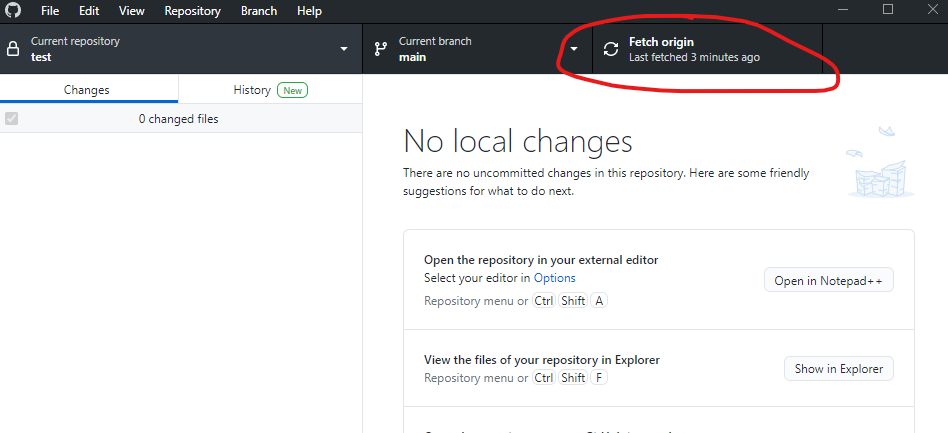 File Edit View Repository Branch Help
Current repository
test
Current branch
main
Fetch origin
Last fetched 3 minutes ago
Changes
History New
0 changed files
No local changes
There are no uncommitted changes in this repository. Here are some friendly
suggestions for what to do next.
Open the repository in your external editor
Select your editor in Options
Repository menu or Ctrl Shift A
Open in Notepad++
View the files of your repository in Explorer
Repository menu or Ctrl Shift F
Show in Explorer